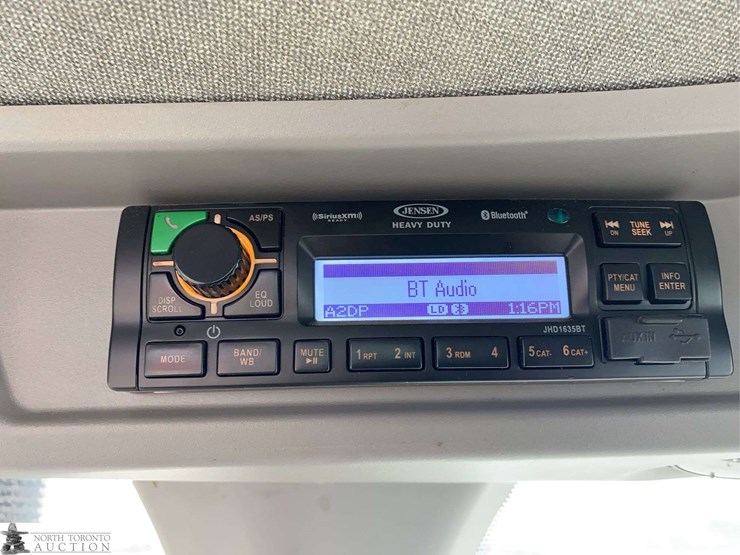 ((SiriusXM))
READY
JENSEN
HEAVY DUTY
Bluetooth®
AS/PS
DISP
SCROLL
EQ
LOUD
BT Audio
A2DP LD 1:16PM
JHD1635BT
DN TUNE SEEK UP
PTY/CAT
MENU
INFO
ENTER
AUX IN
MODE
BAND/
WB
MUTE
1 RPT 2 INT
3 RDM 4
5 CAT- 6 CAT+
NORTH TORONTO
AUCTION